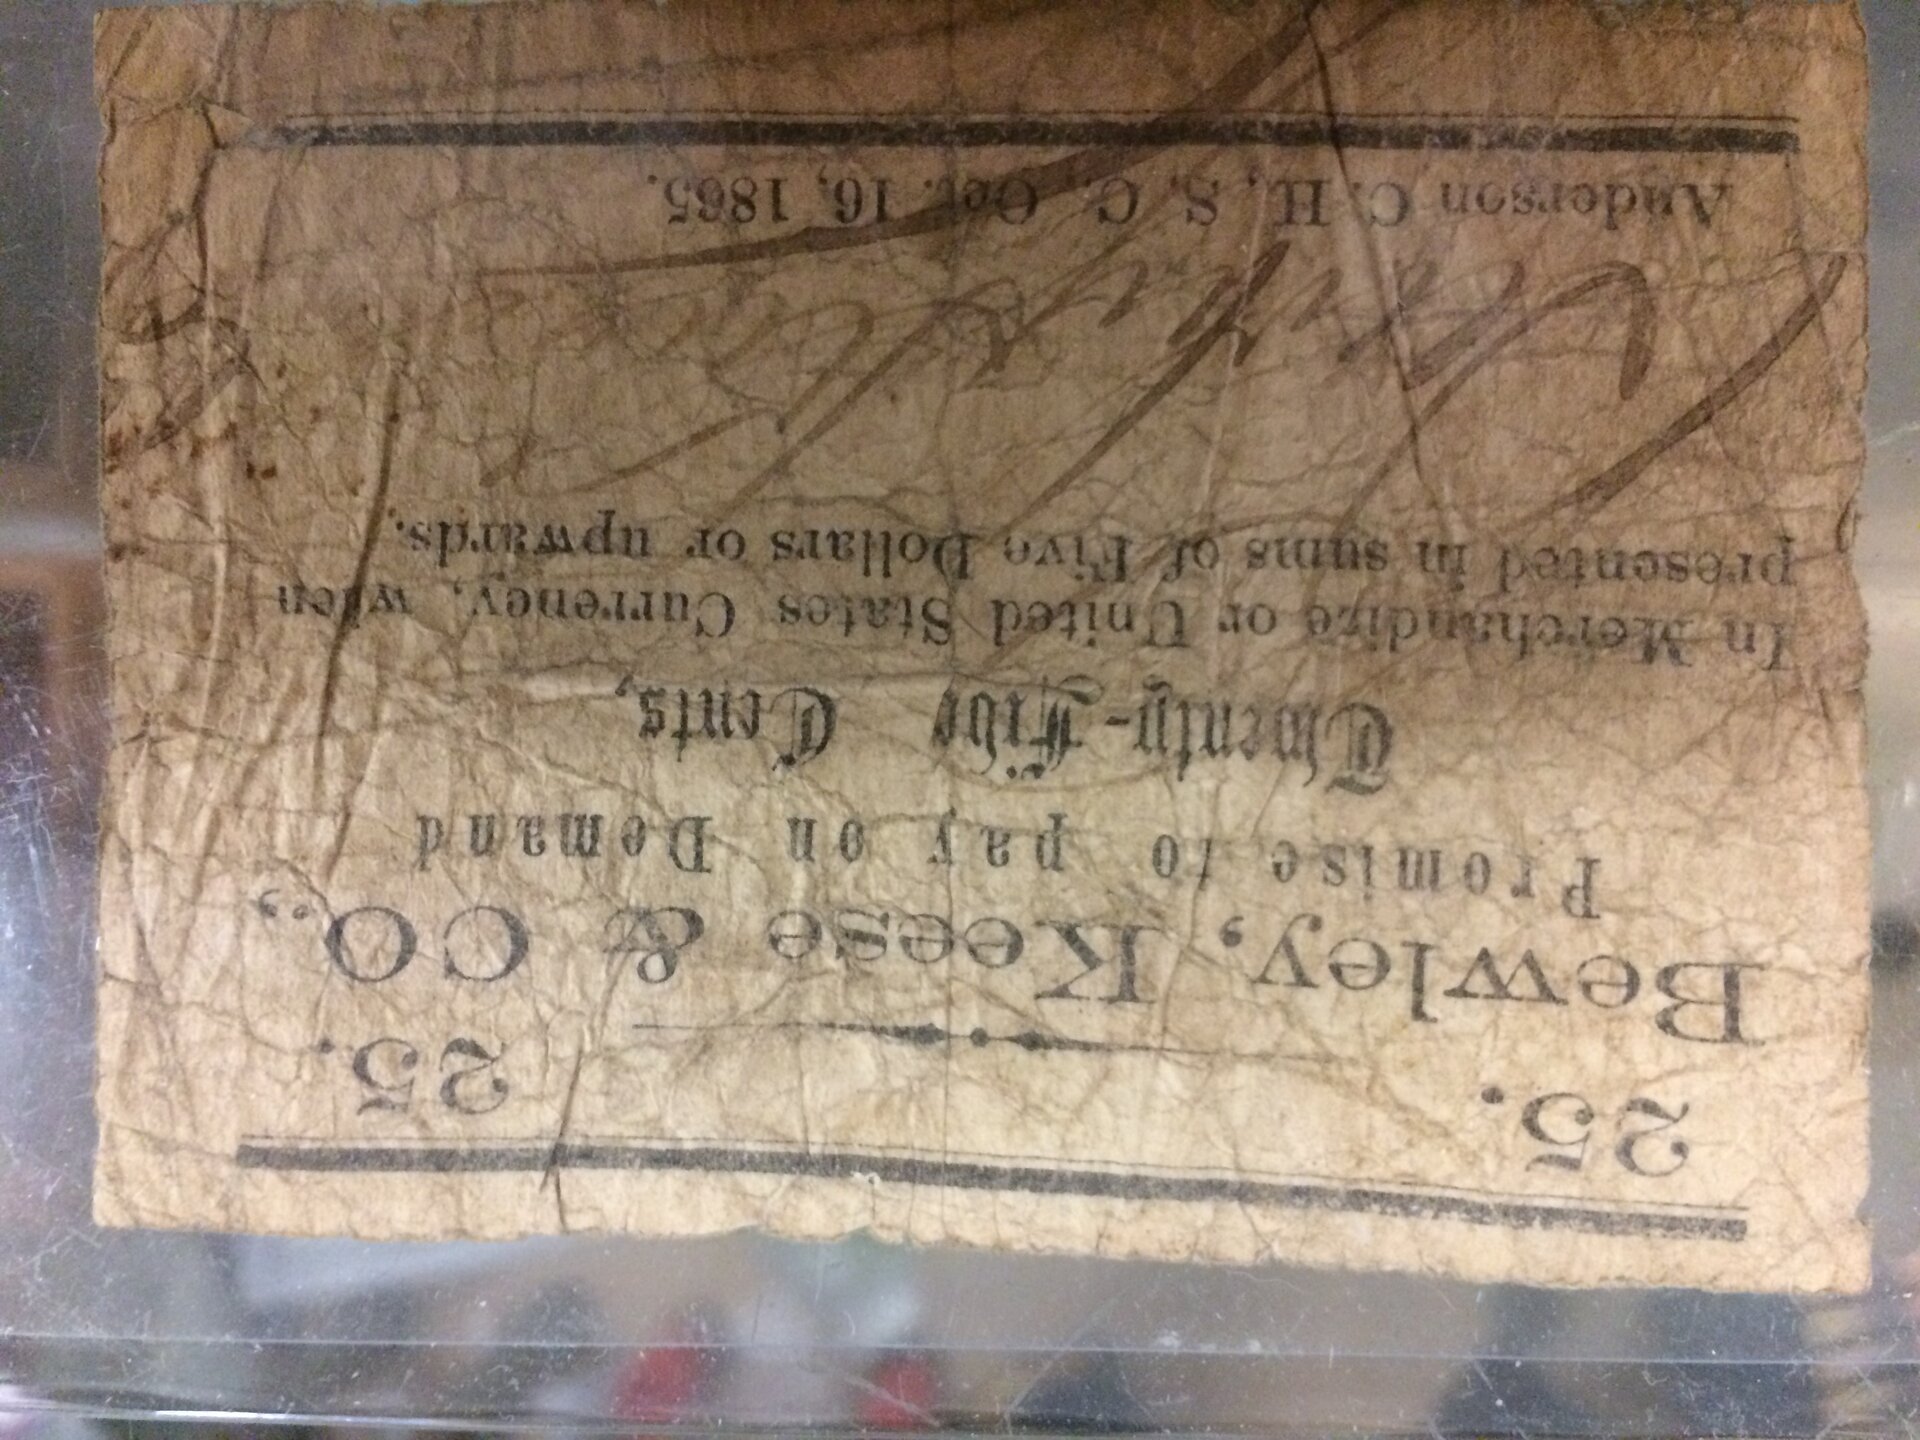 25. 25.
Bewley, Keese & CO.,
Promise to pay on Demand
Twenty-Five Cents,
In Merchandize or United States Currency, when
presented in sums of Five Dollars or upwards.
Anderson C. H., S. C., Oct. 16, 1865.